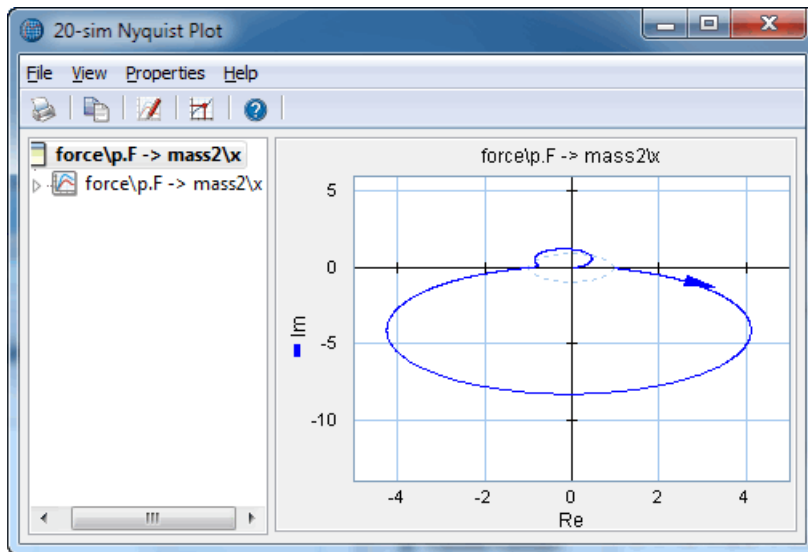 20-sim Nyquist Plot
File View Properties Help
force\p.F -> mass2\x
force\p.F -> mass2\x
force\p.F -> mass2\x
5
0
-5
-10
Im
-4 -2 0 2 4
Re